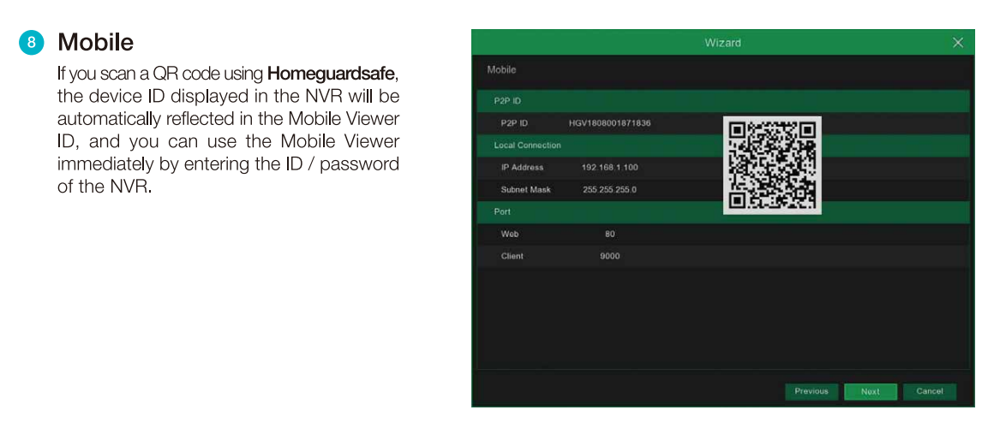 8 Mobile
If you scan a QR code using Homeguardsafe,
the device ID displayed in the NVR will be
automatically reflected in the Mobile Viewer
ID, and you can use the Mobile Viewer
immediately by entering the ID / password
of the NVR.
Wizard
Mobile
P2P ID
P2P ID HGV1808001871836
Local Connection
IP Address 192.168.1.100
Subnet Mask 255.255.255.0
Port
Web 80
Client 9000
Previous Next Cancel